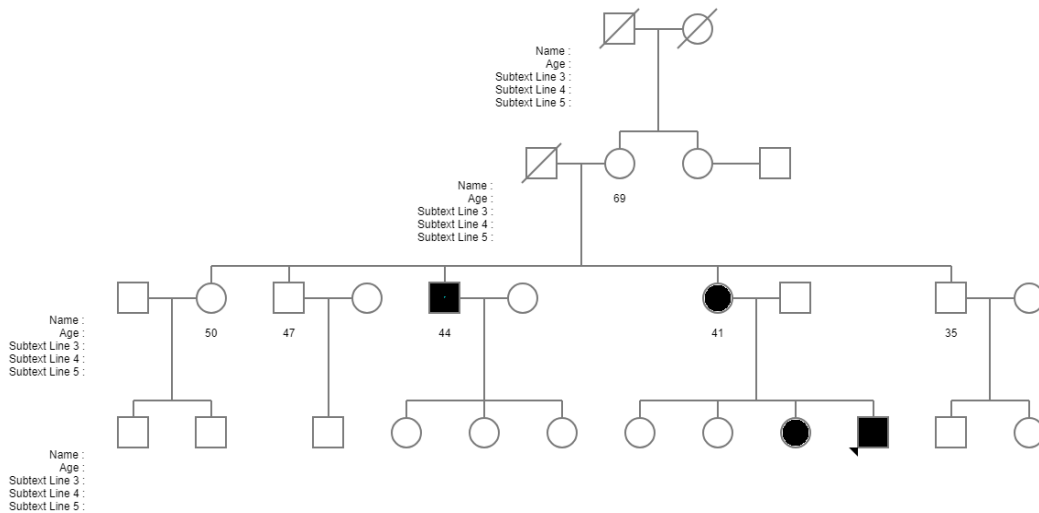 Name :
Age :
Subtext Line 3 :
Subtext Line 4 :
Subtext Line 5 :
69
Name :
Age :
Subtext Line 3 :
Subtext Line 4 :
Subtext Line 5 :
50 47 44 41 35
Name :
Age :
Subtext Line 3 :
Subtext Line 4 :
Subtext Line 5 :
Name :
Age :
Subtext Line 3 :
Subtext Line 4 :
Subtext Line 5 :